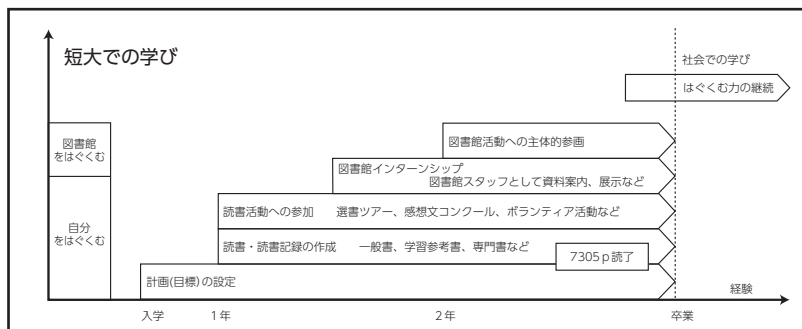 短大での学び
社会での学び
はぐくむ力の継続
図書館
をはぐくむ
図書館活動への主体的参画
図書館インターンシップ
図書館スタッフとして資料案内、展示など
自分
をはぐくむ
読書活動への参加 選書ツアー、感想文コンクール、ボランティア活動など
読書・読書記録の作成 一般書、学習参考書、専門書など
7305p読了
計画(目標)の設定
経験
入学 1年 2年 卒業